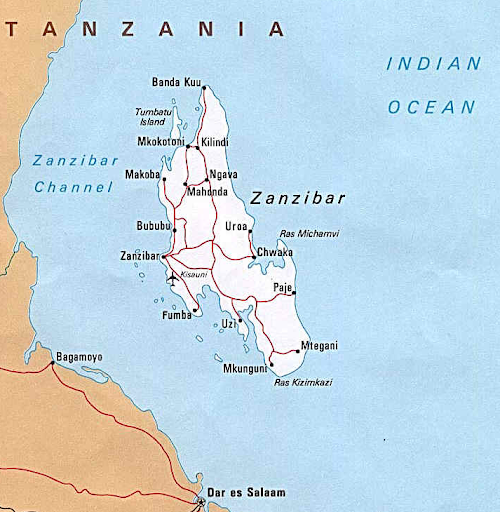 TANZANIA
INDIAN
OCEAN
Banda Kuu
Tumbatu
Island
Mkokotoni
Kilindi
Zanzibar
Channel
Makoba
Ngava
Mahonda
Zanzibar
Bububu
Uroa
Ras Michamvi
Zanzibar
Chwaka
Kisauni
Paje
Fumba
Uzi
Mtegani
Mkunguni
Ras Kizimkazi
Bagamoyo
Dar es Salaam